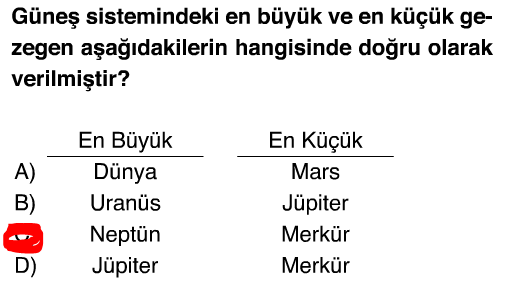 Güneş sistemindeki en büyük ve en küçük ge-
zegen aşağıdakilerin hangisinde doğru olarak
verilmiştir?
En Büyük En Küçük
A) Dünya Mars
B) Uranüs Jüpiter
Neptün Merkür
D) Jüpiter Merkür